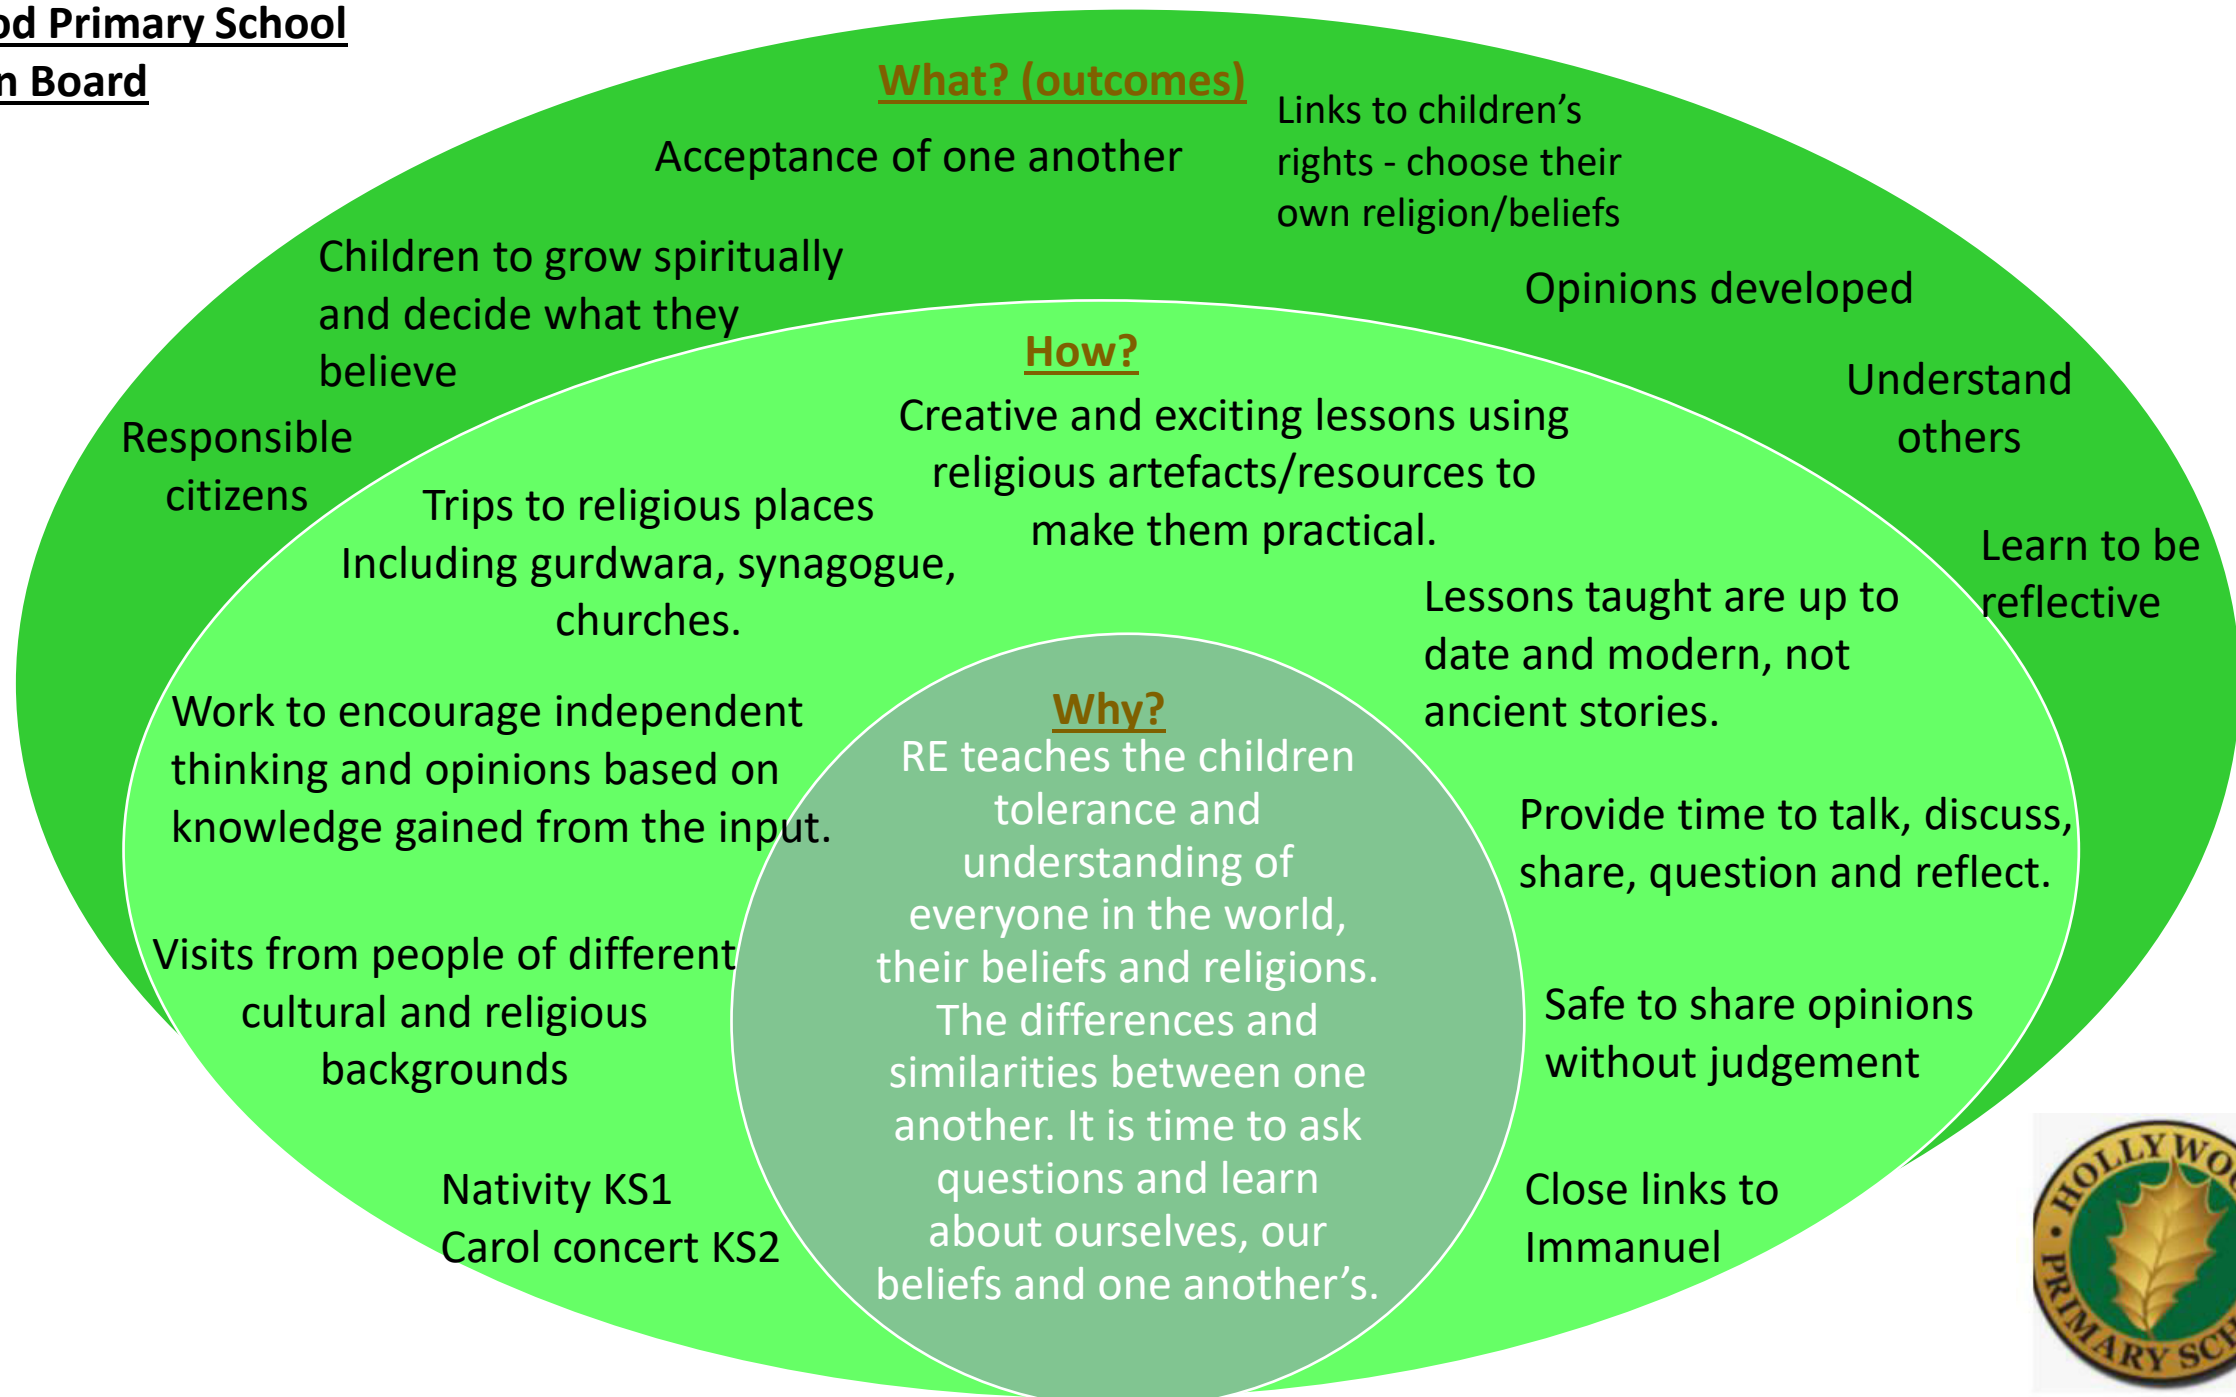 od Primary School
n Board
What? (outcomes)
Acceptance of one another
Links to children’s
rights - choose their
own religion/beliefs
Children to grow spiritually
and decide what they
believe
Opinions developed
Responsible
citizens
Understand
others
Learn to be
reflective
How?
Creative and exciting lessons using
religious artefacts/resources to
make them practical.
Trips to religious places
Including gurdwara, synagogue,
churches.
Lessons taught are up to
date and modern, not
ancient stories.
Work to encourage independent
thinking and opinions based on
knowledge gained from the input.
Provide time to talk, discuss,
share, question and reflect.
Visits from people of different
cultural and religious
backgrounds
Safe to share opinions
without judgement
Nativity KS1
Carol concert KS2
Close links to
Immanuel
Why?
RE teaches the children
tolerance and
understanding of
everyone in the world,
their beliefs and religions.
The differences and
similarities between one
another. It is time to ask
questions and learn
about ourselves, our
beliefs and one another’s.
• HOLLYWO
PRIMARY SCH